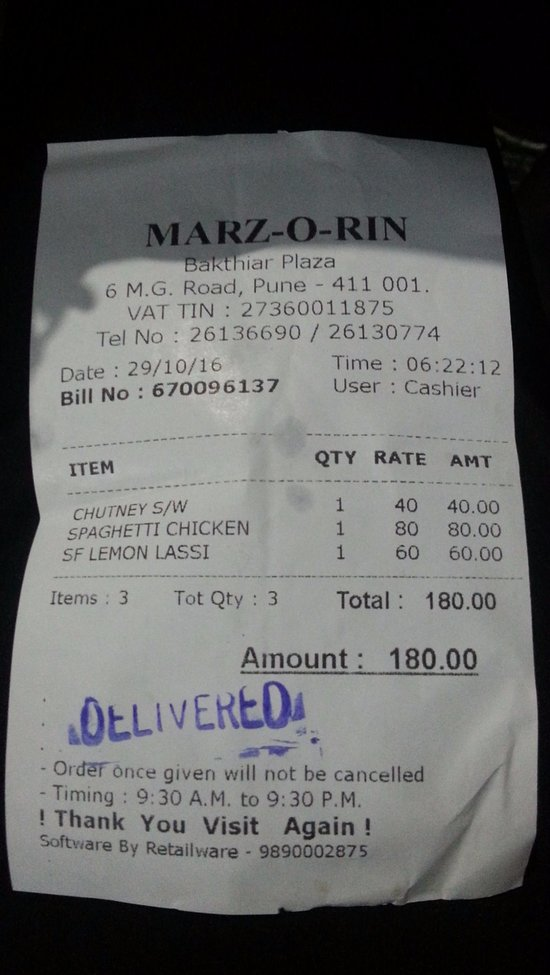 MARZ-O-RIN
Bakthiar Plaza
6 M.G. Road, Pune - 411 001.
VAT TIN : 27360011875
Tel No : 26136690 / 26130774
Date : 29/10/16 Time : 06:22:12
Bill No : 670096137 User : Cashier
ITEM QTY RATE AMT
CHUTNEY S/W 1 40 40.00
SPAGHETTI CHICKEN 1 80 80.00
SF LEMON LASSI 1 60 60.00
Items : 3 Tot Qty : 3 Total : 180.00
Amount : 180.00
DELIVERED
- Order once given will not be cancelled
- Timing : 9:30 A.M. to 9:30 P.M.
! Thank You Visit Again !
Software By Retailware - 9890002875